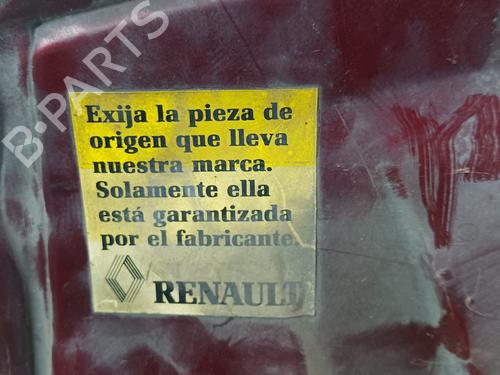 B-PARTS
Exija la pieza de
origen que lleva
nuestra marca.
Solamente ella
está garantizada
por el fabricante.
RENAULT